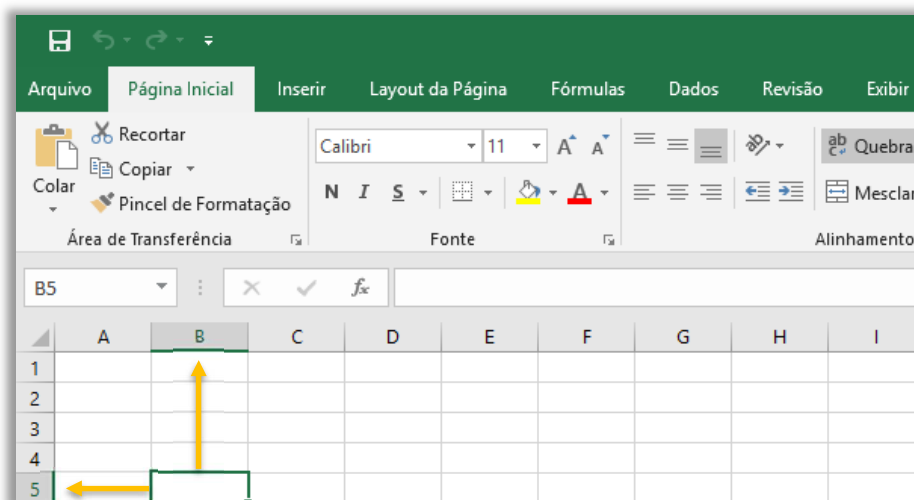 Arquivo Página Inicial Inserir Layout da Página Fórmulas Dados Revisão Exibir
Colar
Recortar
Copiar
Pincel de Formatação
Área de Transferência
Calibri 11 A A
N I S A
Fonte
ab c Quebra
Mesclar
Alinhamento
B5 fx
A B C D E F G H I
1
2
3
4
5